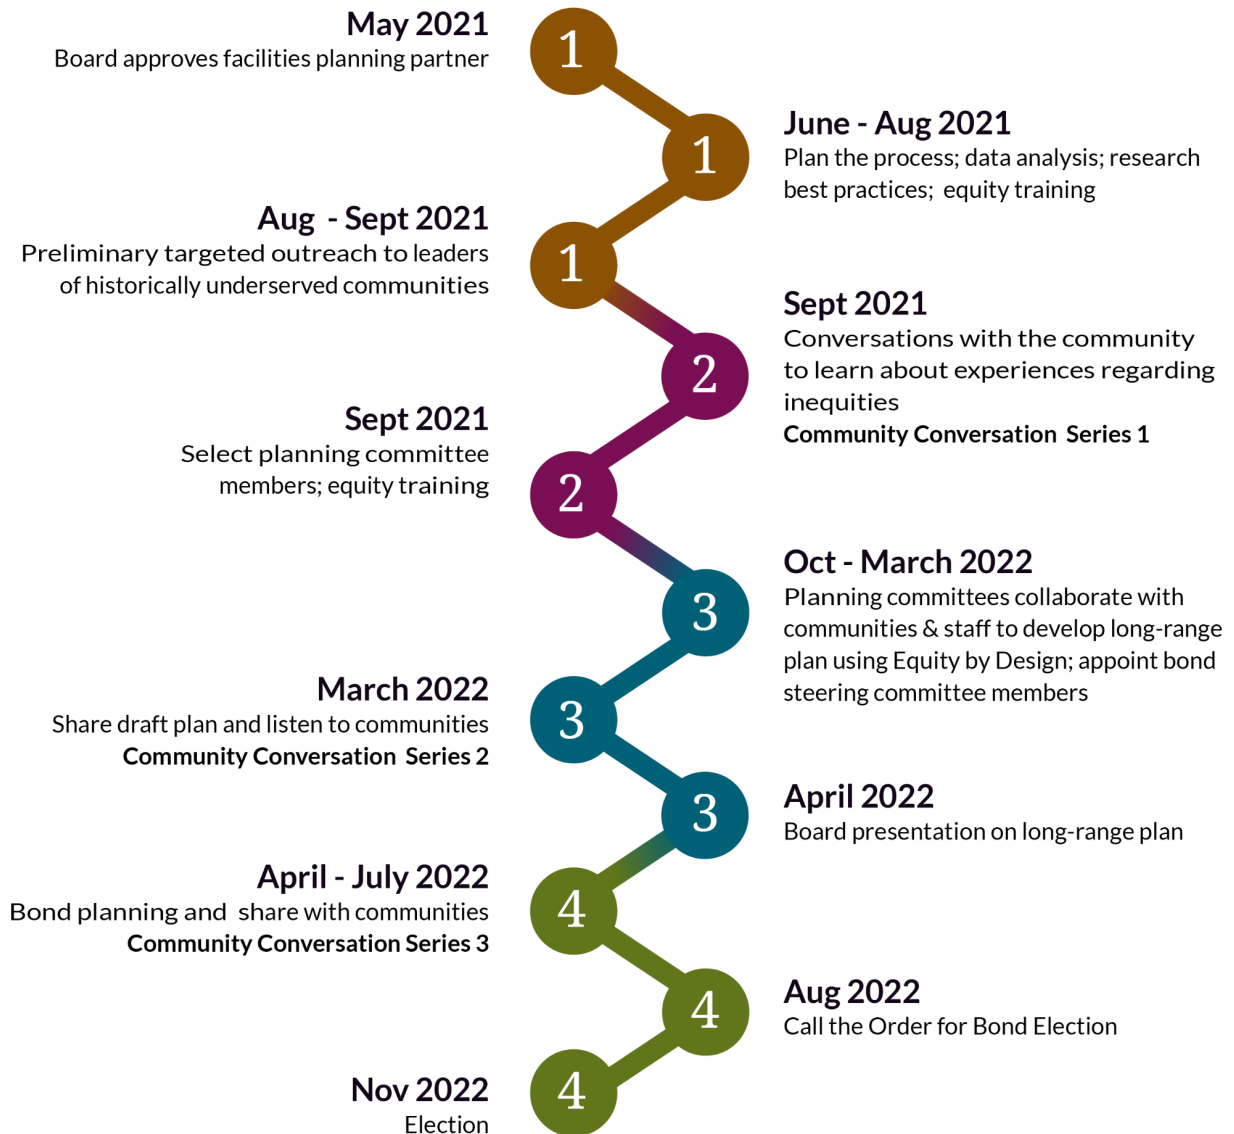 May 2021
Board approves facilities planning partner
1
1
June - Aug 2021
Plan the process; data analysis; research
best practices; equity training
Aug - Sept 2021
Preliminary targeted outreach to leaders
of historically underserved communities
1
Sept 2021
Conversations with the community
to learn about experiences regarding
inequities
Community Conversation Series 1
2
Sept 2021
Select planning committee
members; equity training
2
Oct - March 2022
Planning committees collaborate with
communities & staff to develop long-range
plan using Equity by Design; appoint bond
steering committee members
3
March 2022
Share draft plan and listen to communities
Community Conversation Series 2
3
3
April 2022
Board presentation on long-range plan
April - July 2022
Bond planning and share with communities
Community Conversation Series 3
4
4
Aug 2022
Call the Order for Bond Election
Nov 2022
Election
4